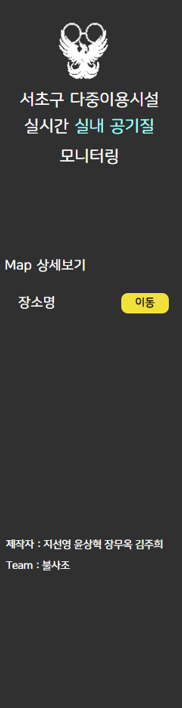 서초구 다중이용시설
실시간 실내 공기질
모니터링
Map 상세보기
장소명 이동
제작자 : 지선영 윤상혁 장무옥 김주희
Team : 불사조